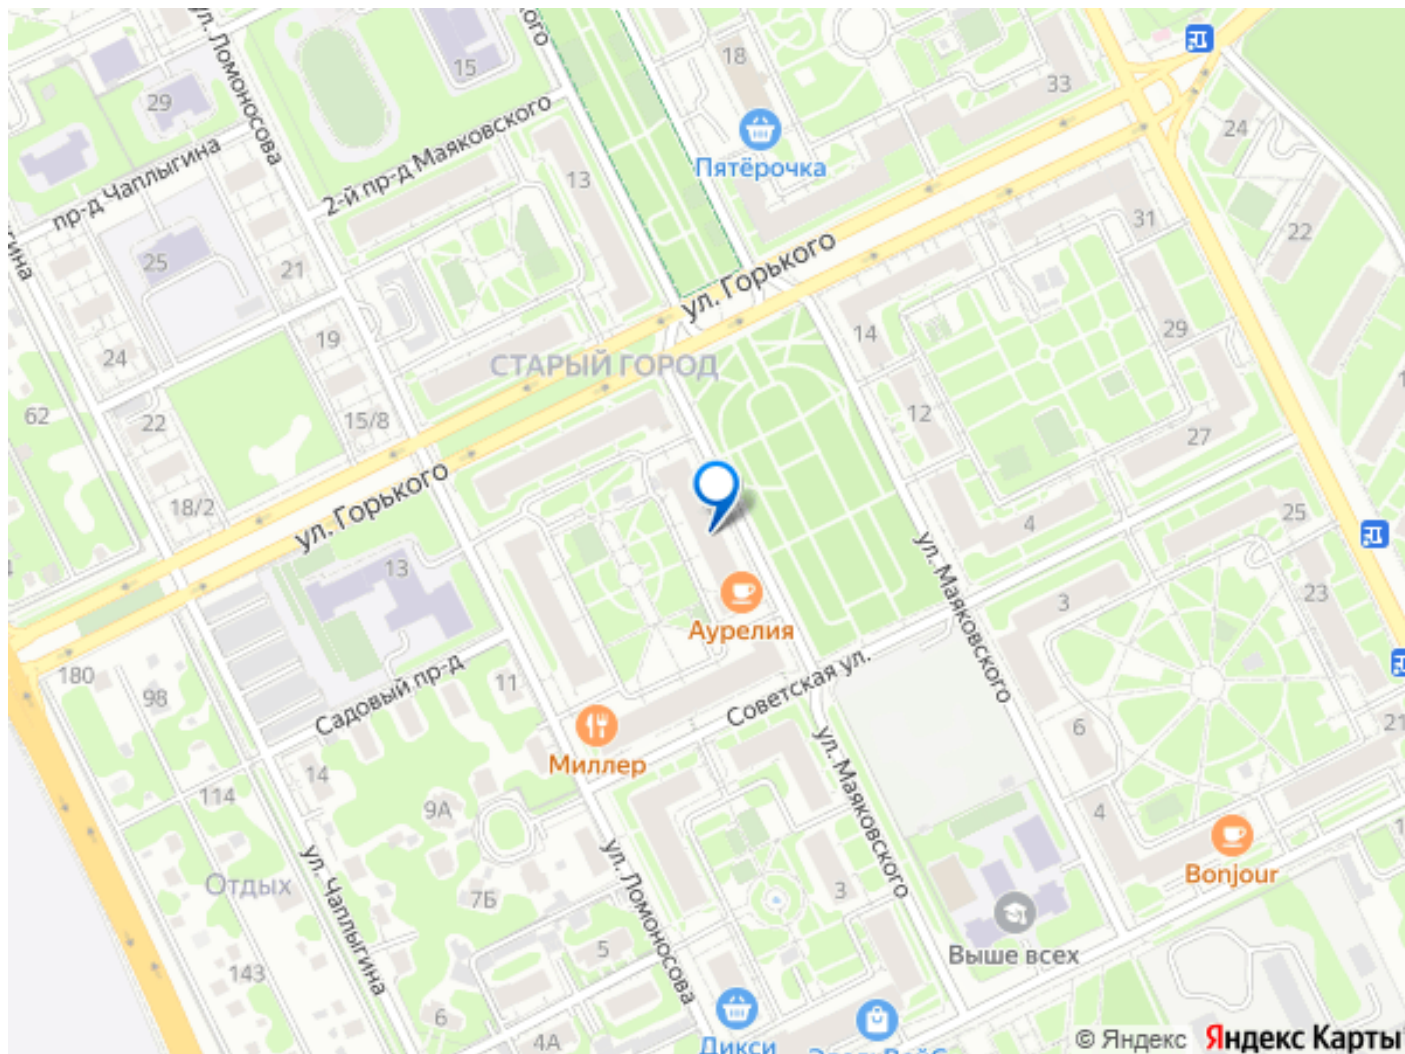 ул. Ломоносова
15
18
33
24
29
Пятёрочка
2-й пр-д Маяковского
пр-д Чаплыгина
13
31
22
25
21
ул. Горького
19
14
29
СТАРЫЙ ГОРОД
24
62
22
15/8
12
27
18/2
ул. Горького
4
25
ул. Маяковского
13
3
23
Аурелия
180
98
Садовый пр-д
11
Советская ул.
6
21
Миллер
14
114
9А
ул. Маяковского
4
Bonjour
Отдых
ул. Чаплыгина
7Б
ул. Ломоносова
3
5
Выше всех
143
6
4А
Дикси
© Яндекс
Яндекс Карты